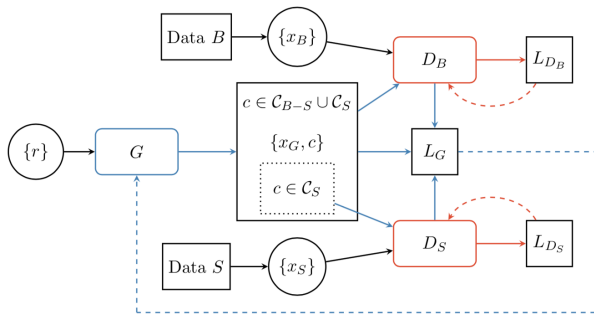 Data B
{x_B}
D_B
L_{D_B}
c ∈ C_{B−S} ∪ C_S
{r}
G
{x_G, c}
L_G
c ∈ C_S
Data S
{x_S}
D_S
L_{D_S}